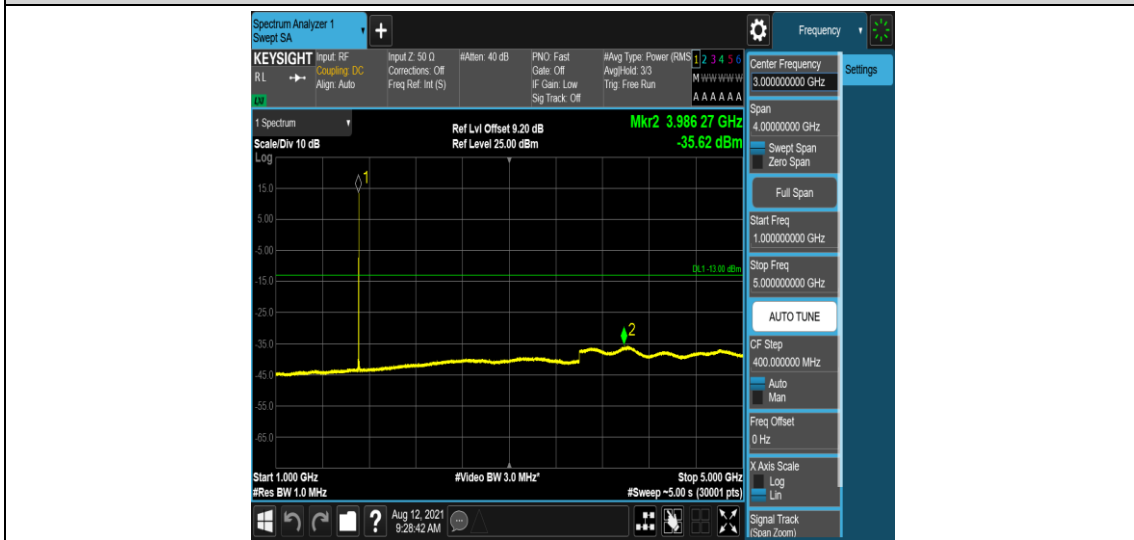 Spectrum Analyzer 1
Swept SA
Frequency
KEYSIGHT
RL
LXI
Input: RF
Coupling: DC
Align: Auto
Input Z: 50 Ω
Corrections: Off
Freq Ref: Int (S)
#Atten: 40 dB
PNO: Fast
Gate: Off
IF Gain: Low
Sig Track: Off
#Avg Type: Power (RMS
Avg|Hold: 3/3
Trig: Free Run
1 2 3 4 5 6
M W W W W W
A A A A A A
1 Spectrum
Scale/Div 10 dB
Log
Ref Lvl Offset 9.20 dB
Ref Level 25.00 dBm
Mkr2 3.986 27 GHz
-35.62 dBm
15.0
5.00
-5.00
-15.0
-25.0
-35.0
-45.0
-55.0
-65.0
1
DL1 -13.00 dBm
2
Start 1.000 GHz
#Res BW 1.0 MHz
#Video BW 3.0 MHz*
Stop 5.000 GHz
#Sweep ~5.00 s (30001 pts)
Aug 12, 2021
9:28:42 AM
Center Frequency
3.000000000 GHz
Settings
Span
4.00000000 GHz
Swept Span
Zero Span
Full Span
Start Freq
1.000000000 GHz
Stop Freq
5.000000000 GHz
AUTO TUNE
CF Step
400.000000 MHz
Auto
Man
Freq Offset
0 Hz
X Axis Scale
Log
Lin
Signal Track
(Span Zoom)